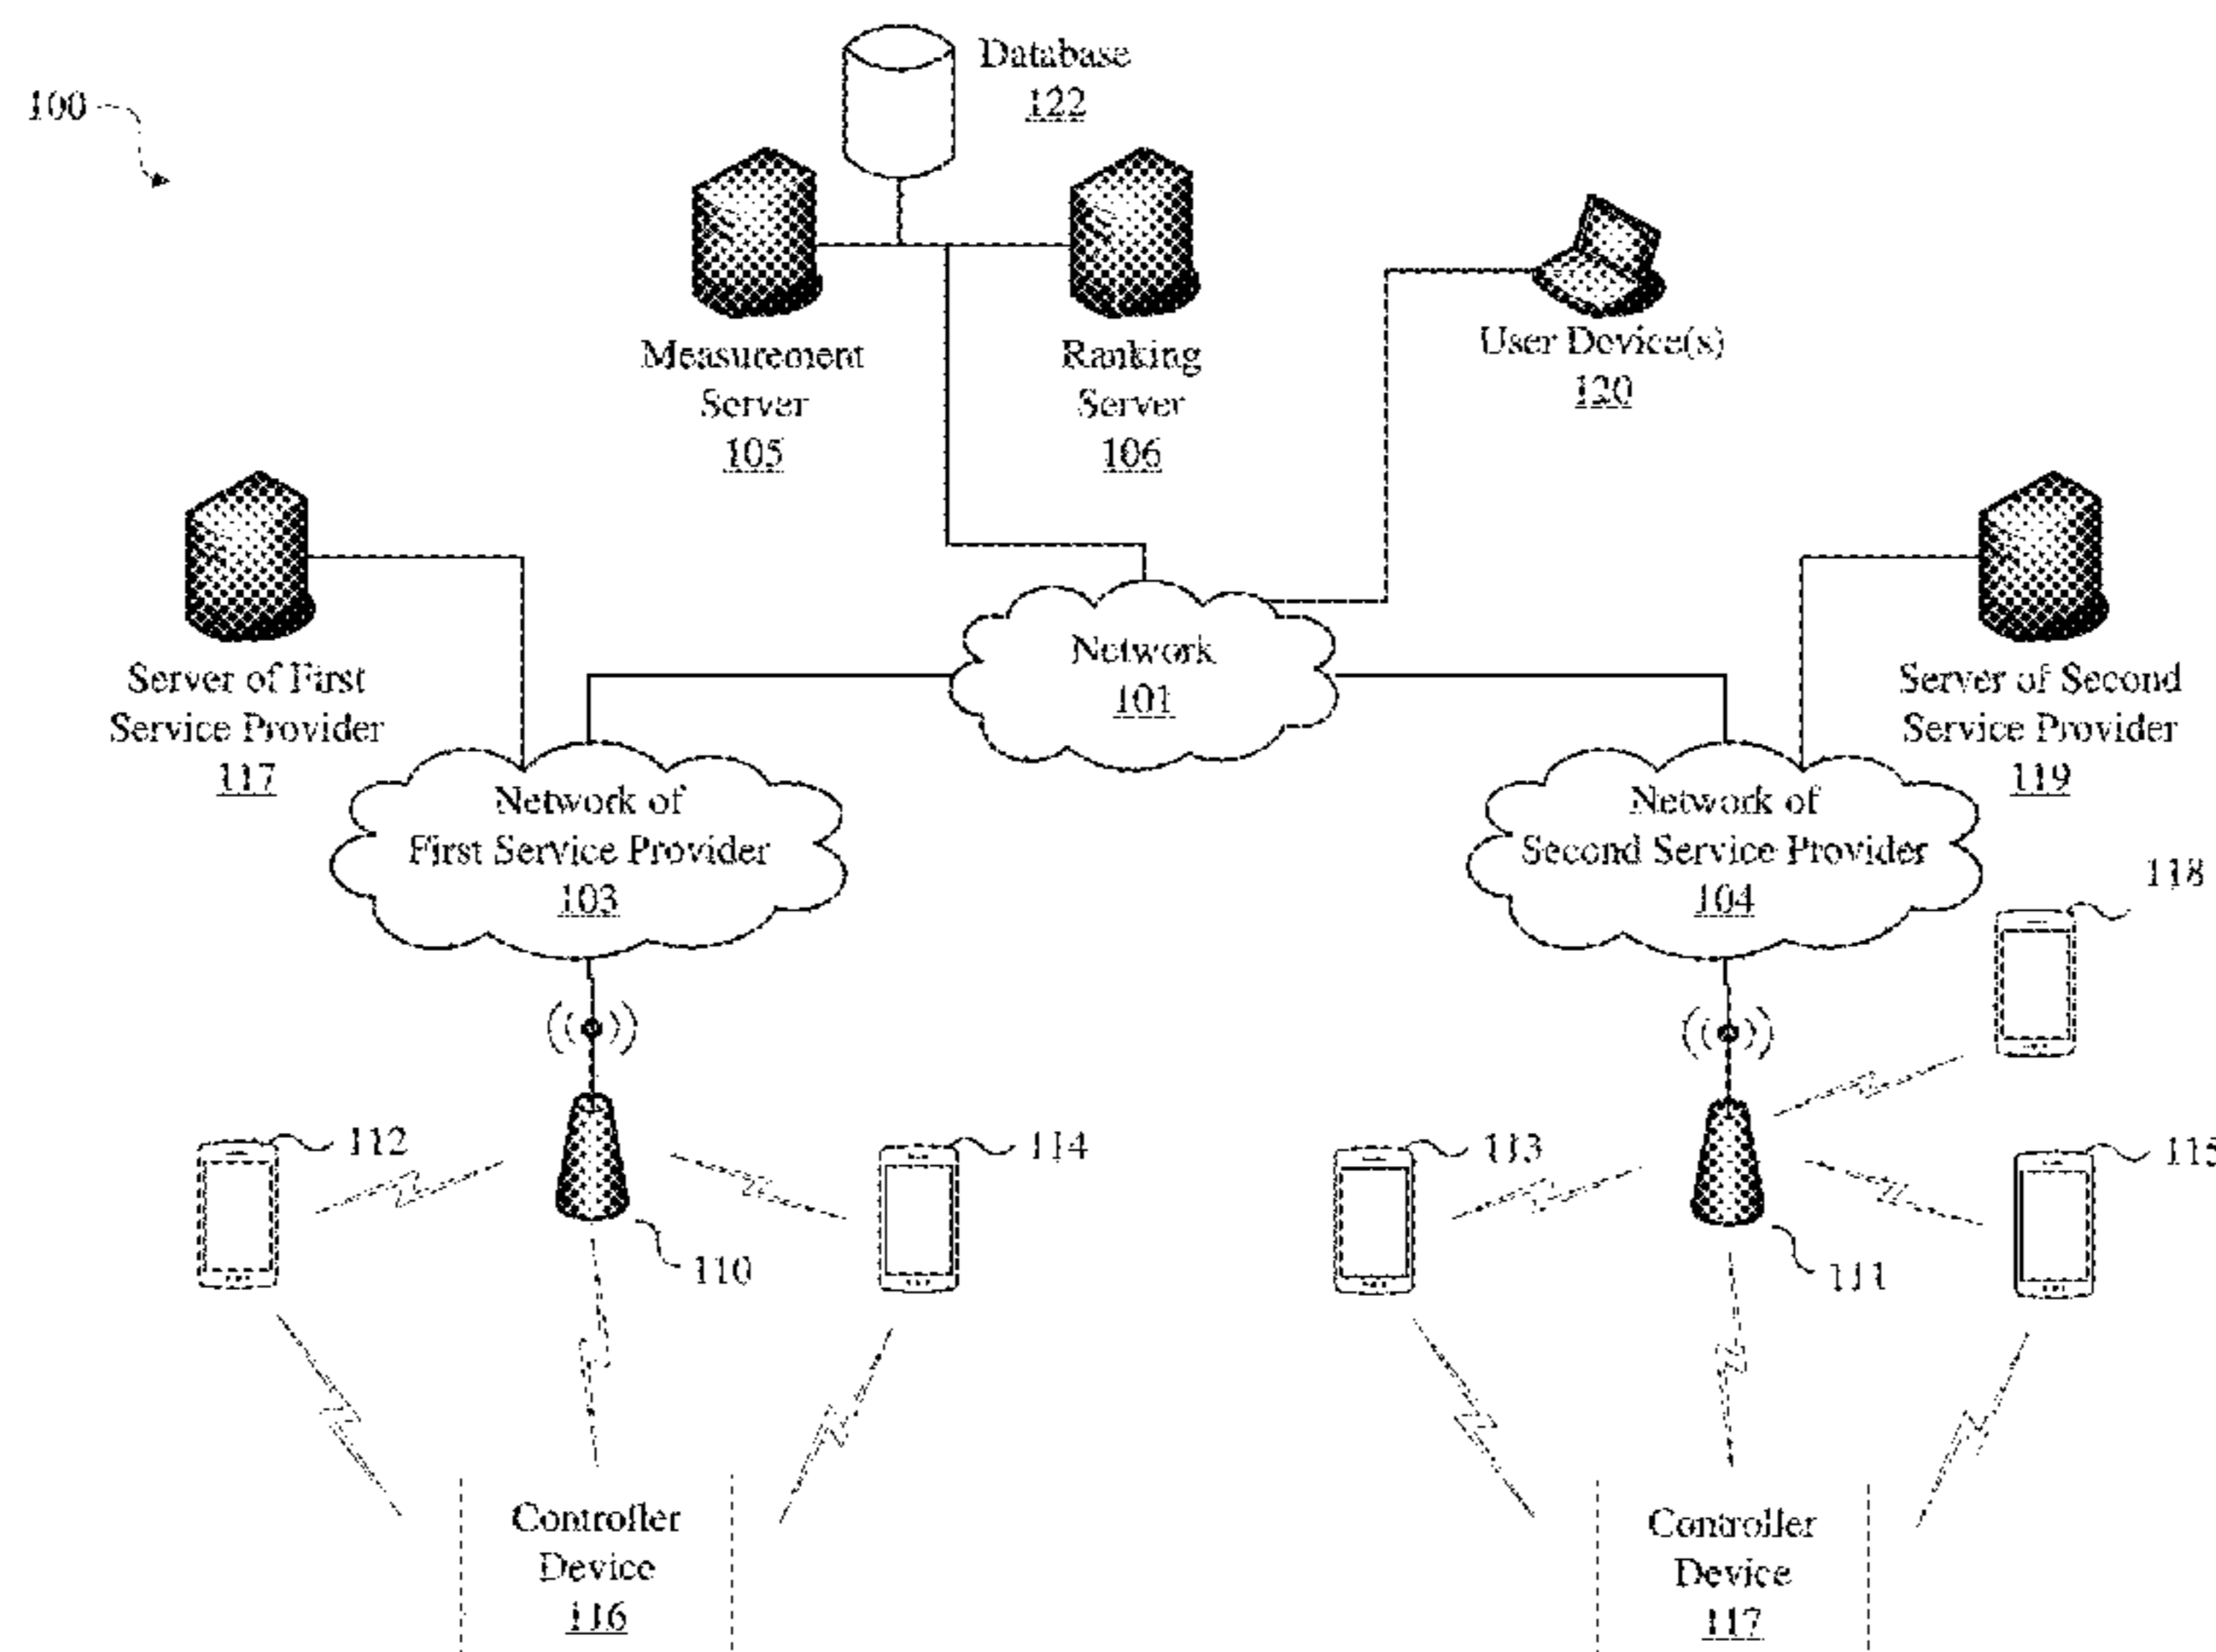 100
Database
122
Measurement
Server
105
Ranking
Server
106
User Device(s)
120
Server of First
Service Provider
117
Network
101
Server of Second
Service Provider
119
Network of
First Service Provider
103
Network of
Second Service Provider
104
118
112
114
113
115
110
111
Controller
Device
116
Controller
Device
117